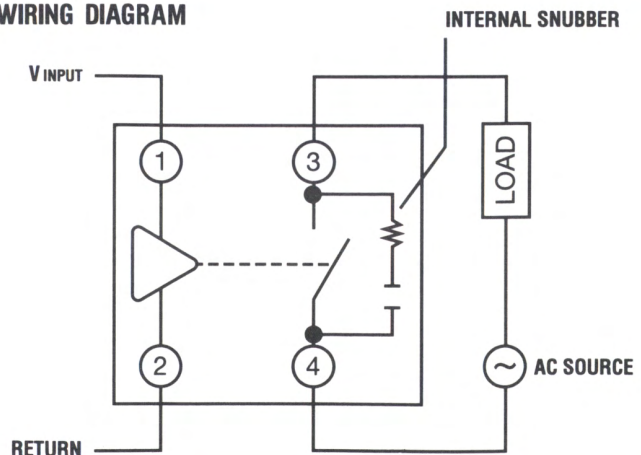 WIRING DIAGRAM
INTERNAL SNUBBER
V INPUT
1
3
LOAD
2
4
~ AC SOURCE
RETURN